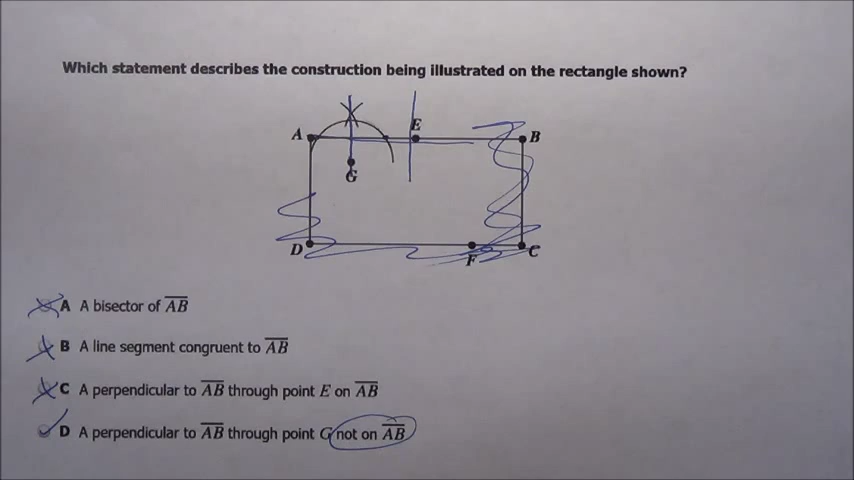 Which statement describes the construction being illustrated on the rectangle shown?
E
A B
G
D C
F
A A bisector of AB
B A line segment congruent to AB
C A perpendicular to AB through point E on AB
D A perpendicular to AB through point G not on AB